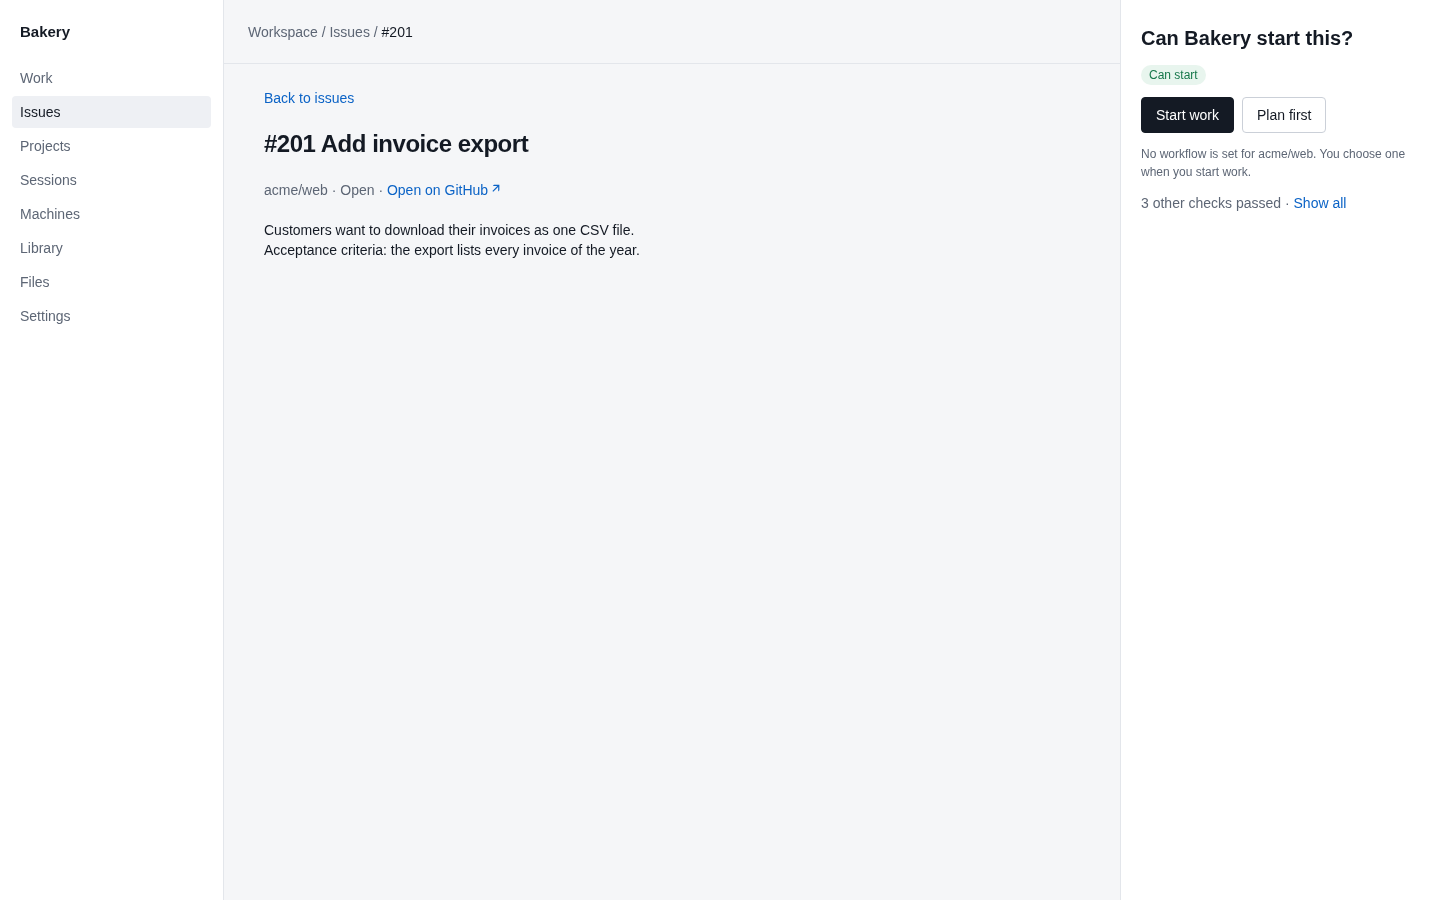 Bakery
Work
Issues
Projects
Sessions
Machines
Library
Files
Settings
Workspace / Issues / #201
Back to issues
#201 Add invoice export
acme/web · Open · Open on GitHub
Customers want to download their invoices as one CSV file.
Acceptance criteria: the export lists every invoice of the year.
Can Bakery start this?
Can start
Start work
Plan first
No workflow is set for acme/web. You choose one
when you start work.
3 other checks passed · Show all